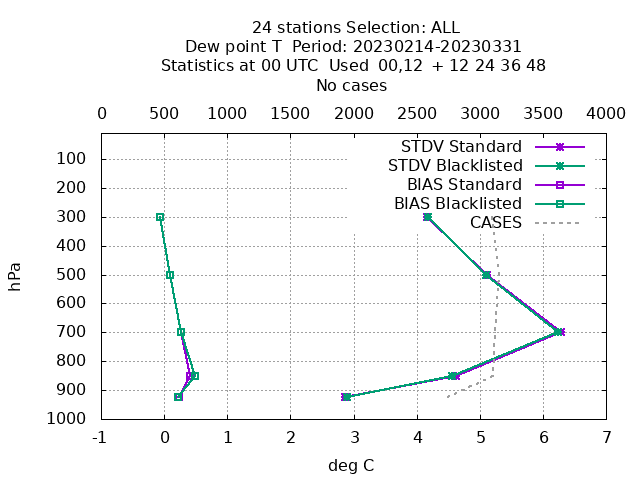 24 stations Selection: ALL
Dew point T  Period: 20230214-20230331
Statistics at 00 UTC  Used  00,12  + 12 24 36 48
No cases
0 500 1000 1500 2000 2500 3000 3500 4000
STDV Standard
STDV Blacklisted
BIAS Standard
BIAS Blacklisted
CASES
hPa
100
200
300
400
500
600
700
800
900
1000
-1 0 1 2 3 4 5 6 7
deg C